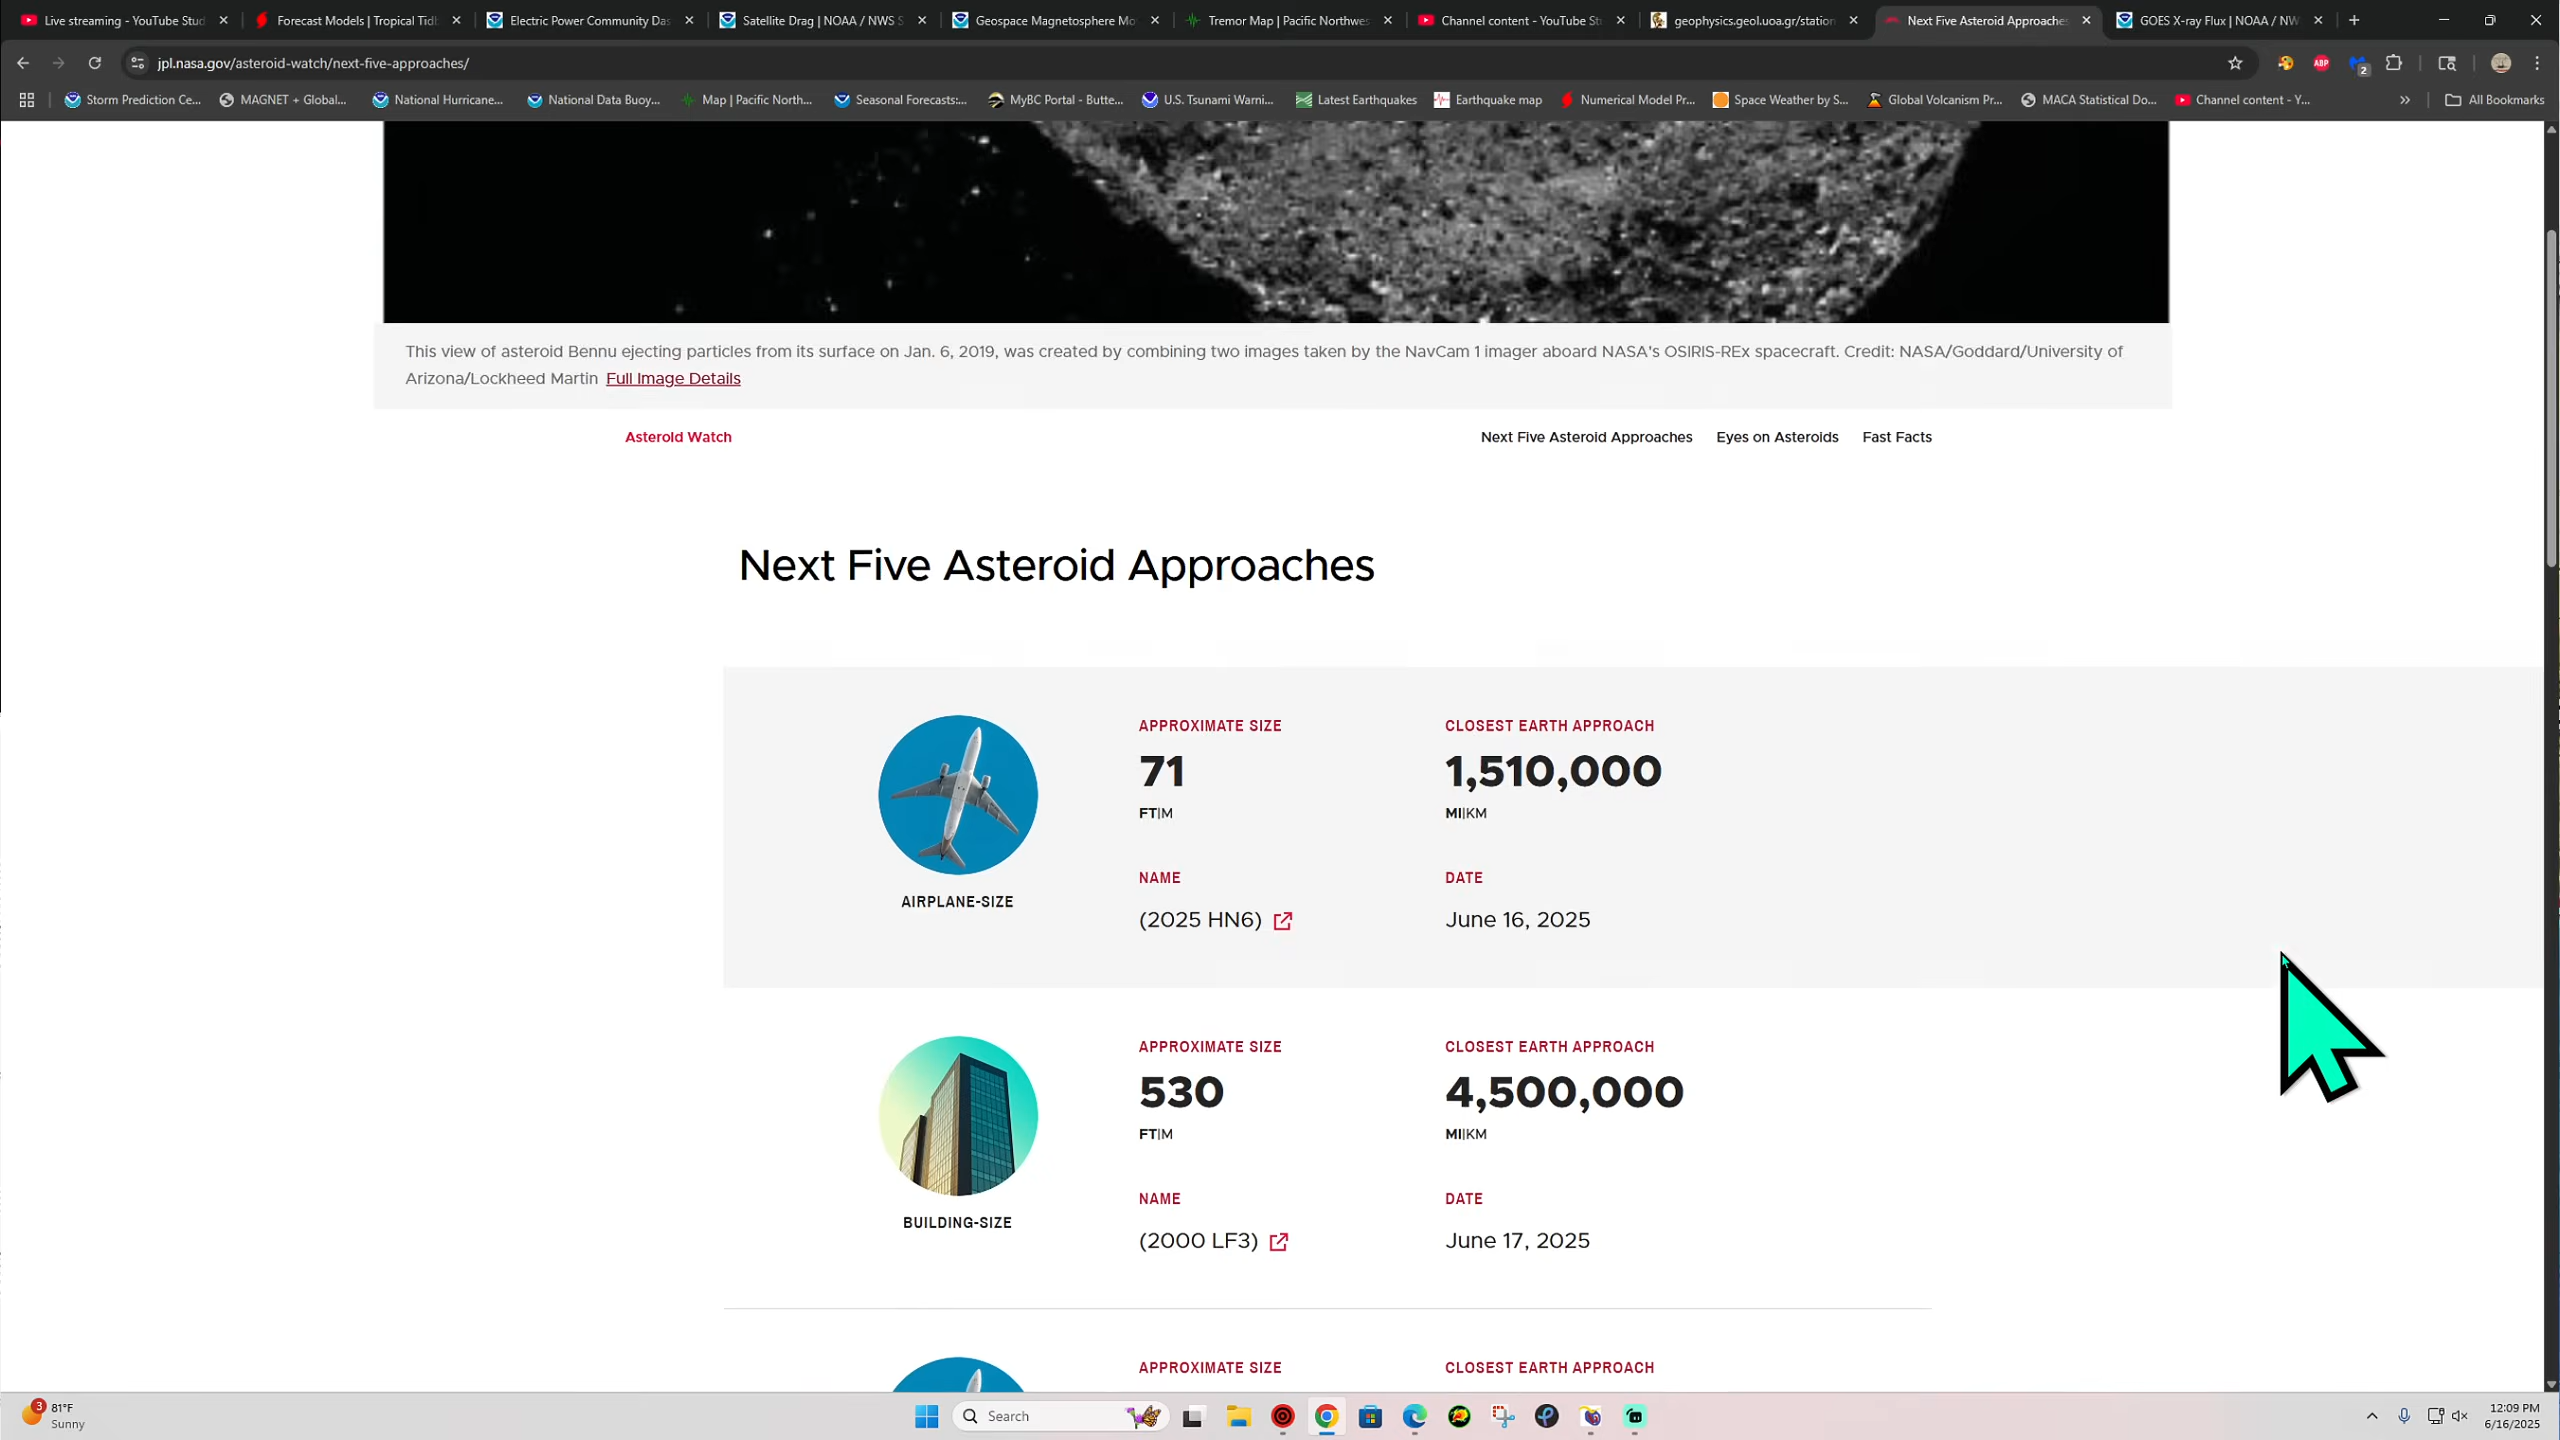 Live streaming - YouTube Stud
Forecast Models | Tropical Tidb
Electric Power Community Das
Satellite Drag | NOAA / NWS S
Geospace Magnetosphere Mo
Tremor Map | Pacific Northwes
Channel content - YouTube St
geophysics.geol.uoa.gr/station
Next Five Asteroid Approaches
GOES X-ray Flux | NOAA / NW
jpl.nasa.gov/asteroid-watch/next-five-approaches/
ABP
2
Storm Prediction Ce...
MAGNET + Global...
National Hurricane...
National Data Buoy...
Map | Pacific North...
Seasonal Forecasts:...
MyBC Portal - Butte...
U.S. Tsunami Warni...
Latest Earthquakes
Earthquake map
Numerical Model Pr...
Space Weather by S...
Global Volcanism Pr...
MACA Statistical Do...
Channel content - Y...
All Bookmarks
This view of asteroid Bennu ejecting particles from its surface on Jan. 6, 2019, was created by combining two images taken by the NavCam 1 imager aboard NASA's OSIRIS-REx spacecraft. Credit: NASA/Goddard/University of
Arizona/Lockheed Martin Full Image Details
Asteroid Watch
Next Five Asteroid Approaches
Eyes on Asteroids
Fast Facts
Next Five Asteroid Approaches
APPROXIMATE SIZE
71
FT|M
CLOSEST EARTH APPROACH
1,510,000
MI|KM
NAME
(2025 HN6)
DATE
June 16, 2025
AIRPLANE-SIZE
APPROXIMATE SIZE
530
FT|M
CLOSEST EARTH APPROACH
4,500,000
MI|KM
NAME
(2000 LF3)
DATE
June 17, 2025
BUILDING-SIZE
APPROXIMATE SIZE
CLOSEST EARTH APPROACH
3
81°F
Sunny
Search
12:09 PM
6/16/2025